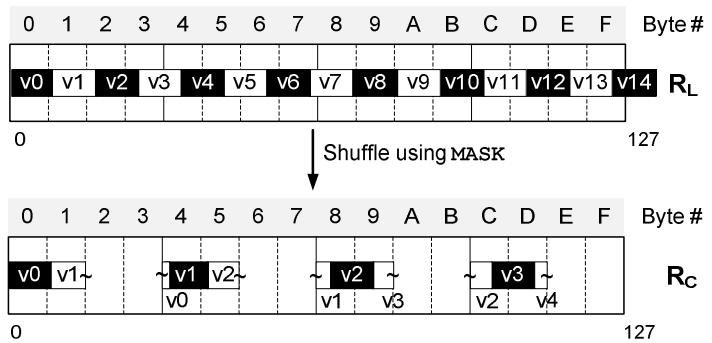 0 1 2 3 4 5 6 7 8 9 A B C D E F Byte #
v0 v1 v2 v3 v4 v5 v6 v7 v8 v9 v10 v11 v12 v13 v14 RL
0 127
Shuffle using MASK
0 1 2 3 4 5 6 7 8 9 A B C D E F Byte #
v0 v1~ ~v1 v2~ ~v2~ ~v3~ RC
v0 v1 v3 v2 v4
0 127